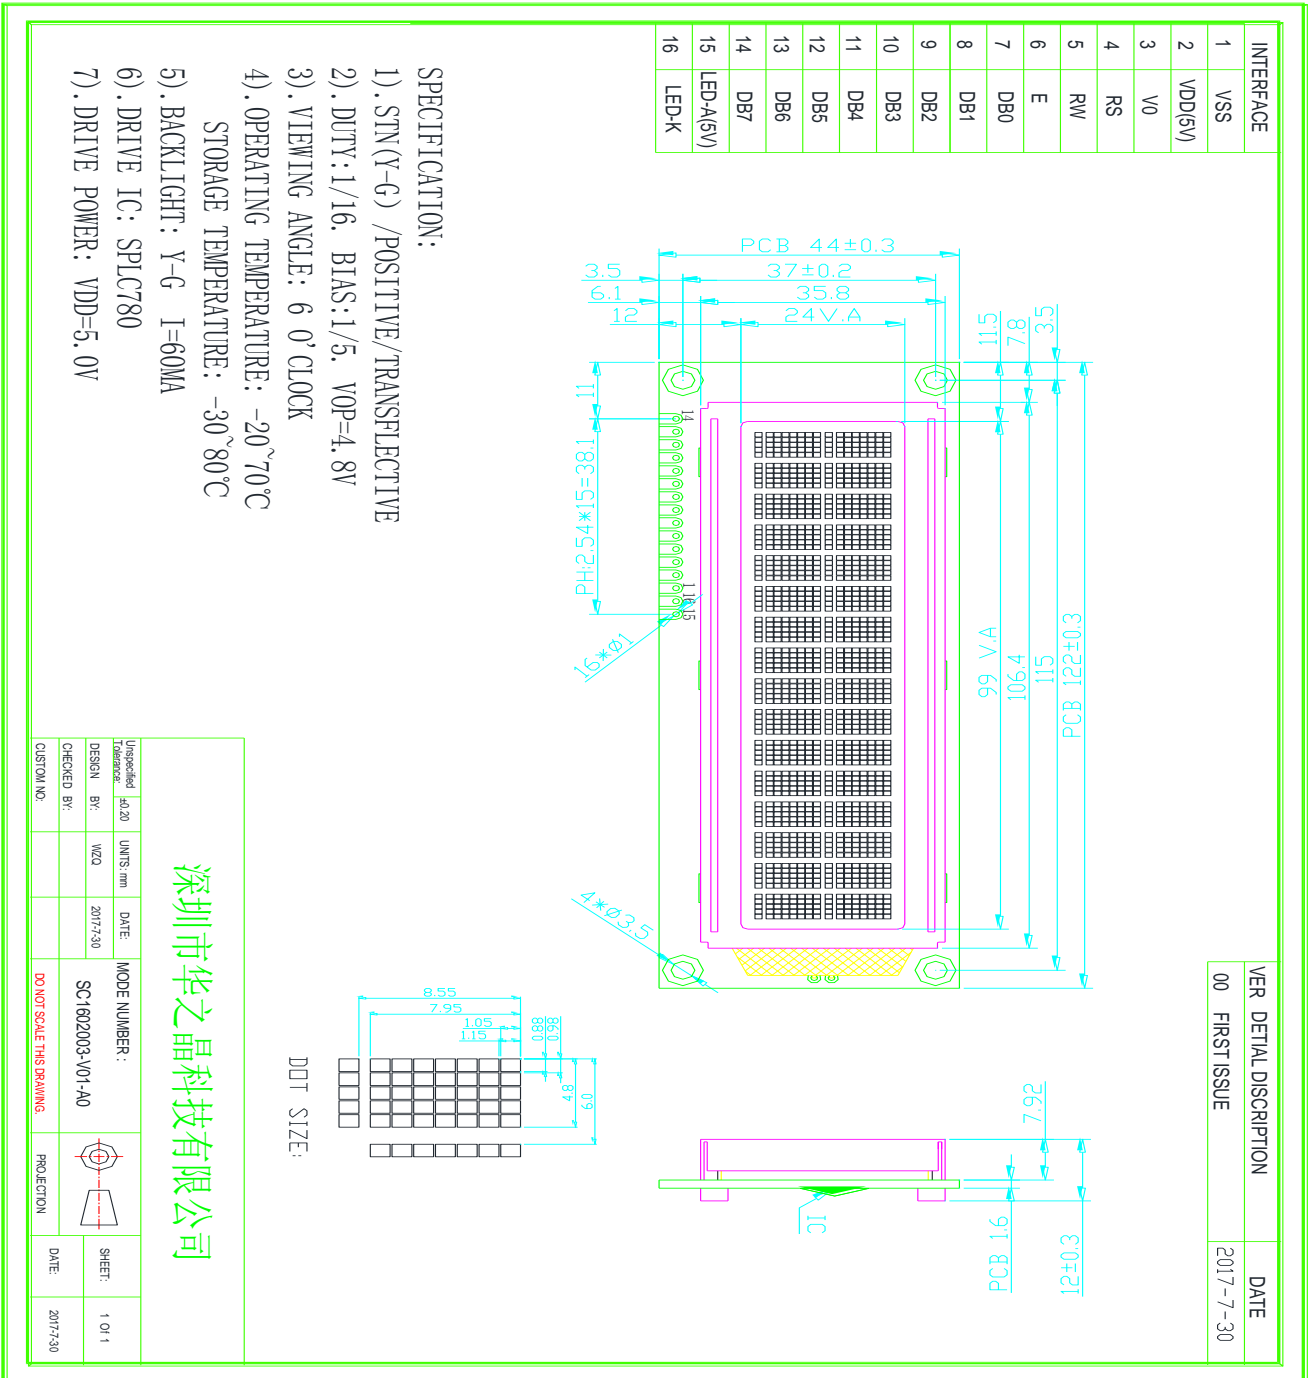 INTERFACE
1 VSS
2 VDD(5V)
3 V0
4 RS
5 RW
6 E
7 DB0
8 DB1
9 DB2
10 DB3
11 DB4
12 DB5
13 DB6
14 DB7
15 LED-A(5V)
16 LED-K
VER DETIAL DISCRIPTION DATE
00 FIRST ISSUE 2017-7-30
PCB 122±0.3
115
106.4
99 V.A
3.5
7.8
11.5
PCB 44±0.3
37±0.2
35.8
24V.A
3.5
6.1
12
11
PH:2.54*15=38.1
14
1
16
15
16*Ø1
4*Ø3.5
12±0.3
7.92
PCB 1.6
IC
SPECIFICATION:
1).STN(Y-G) /POSITIVE/TRANSFLECTIVE
2).DUTY:1/16. BIAS:1/5. VOP=4.8V
3).VIEWING ANGLE: 6 O'CLOCK
4).OPERATING TEMPERATURE: -20~70℃
STORAGE TEMPERATURE: -30~80℃
5).BACKLIGHT: Y-G I=60MA
6).DRIVE IC: SPLC780
7).DRIVE POWER: VDD=5.0V
6.0
4.8
0.98
0.88
8.55
7.95
1.05
1.15
DOT SIZE:
深圳市华之晶科技有限公司
Unspecified
Tolerance: ±0.20 UNITS: mm DATE:
DESIGN BY: WZQ 2017-7-30
CHECKED BY:
CUSTOM NO:
MODE NUMBER :
SC1602003-V01-A0
DO NOT SCALE THIS DRAWING.
PROJECTION
SHEET: 1 Of 1
DATE: 2017-7-30